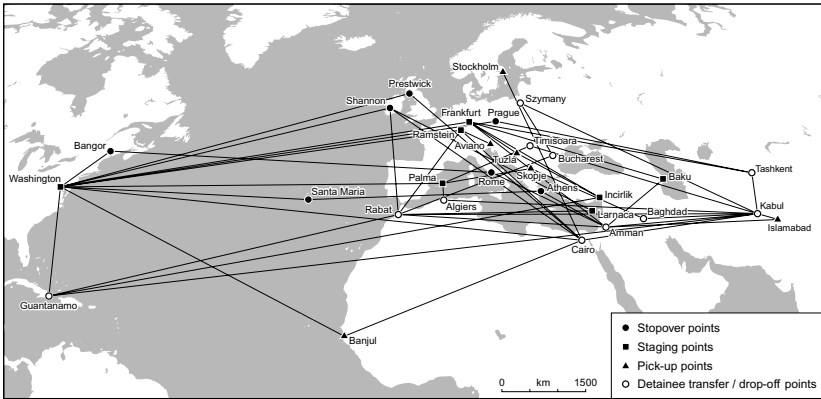 Stockholm
Prestwick
Shannon
Szymany
Frankfurt
Prague
Ramstein
Timisoara
Bangor
Aviano
Tuzla
Bucharest
Washington
Palma
Skopje
Tashkent
Rome
Baku
Santa Maria
Athens
Incirlik
Rabat
Algiers
Larnaca
Baghdad
Kabul
Amman
Islamabad
Cairo
Guantanamo
Banjul
Stopover points
Staging points
Pick-up points
Detainee transfer / drop-off points
0 km 1500